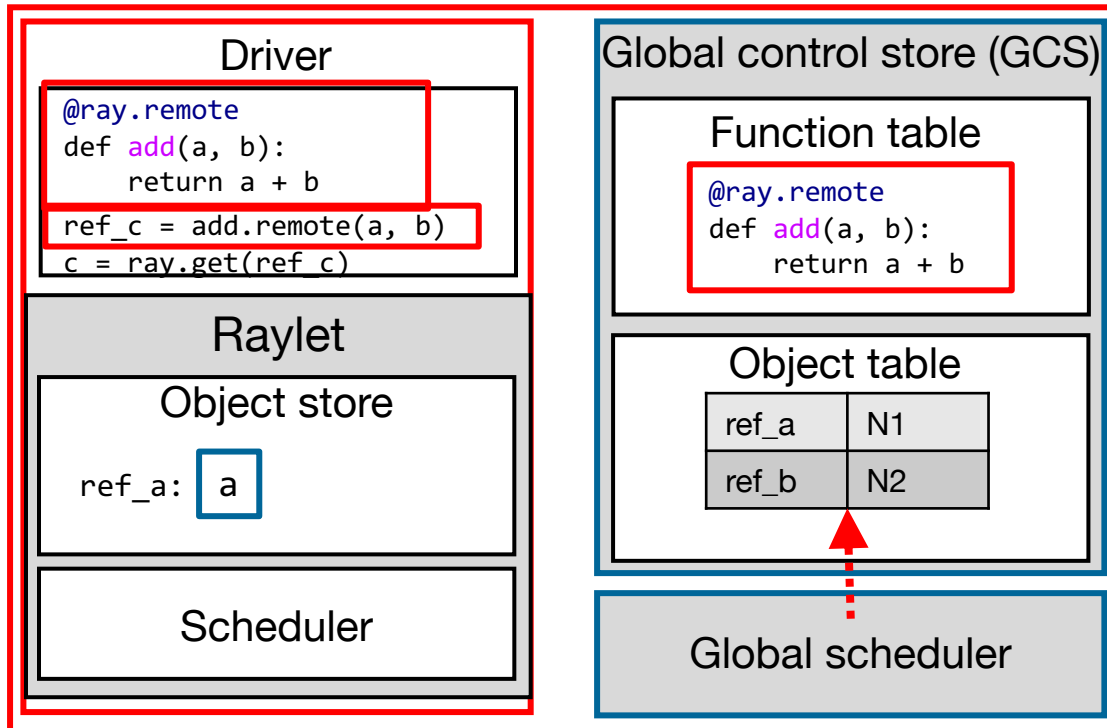 Driver
@ray.remote
def add(a, b):
    return a + b
ref_c = add.remote(a, b)
c = ray.get(ref_c)
Raylet
Object store
ref_a: a
Scheduler
Global control store (GCS)
Function table
@ray.remote
def add(a, b):
    return a + b
Object table
ref_a N1
ref_b N2
Global scheduler